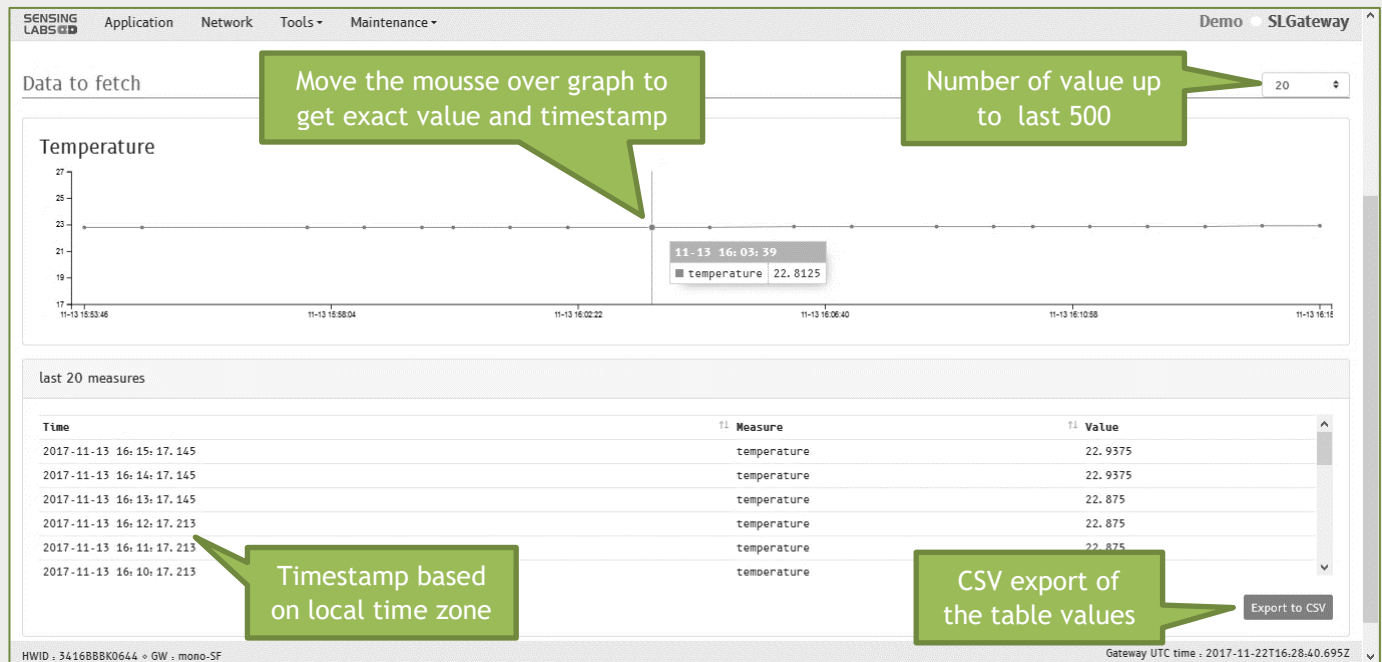 SENSING
LABS
Application Network Tools Maintenance
Demo SLGateway
Data to fetch
Move the mousse over graph to
get exact value and timestamp
Number of value up
to last 500
20
Temperature
27
25
23
21
19
17
11-13 16:03:39
temperature 22.8125
11-13 15:53:46 11-13 15:58:04 11-13 16:02:22 11-13 16:06:40 11-13 16:10:58 11-13 16:15
last 20 measures
Time Measure Value
2017-11-13 16:15:17.145 temperature 22.9375
2017-11-13 16:14:17.145 temperature 22.9375
2017-11-13 16:13:17.145 temperature 22.875
2017-11-13 16:12:17.213 temperature 22.875
2017-11-13 16:11:17.213 temperature 22.875
2017-11-13 16:10:17.213 temperature
Timestamp based
on local time zone
CSV export of
the table values
Export to CSV
HWID : 3416BBBK0644 ⋄ GW : mono-SF
Gateway UTC time : 2017-11-22T16:28:40.695Z